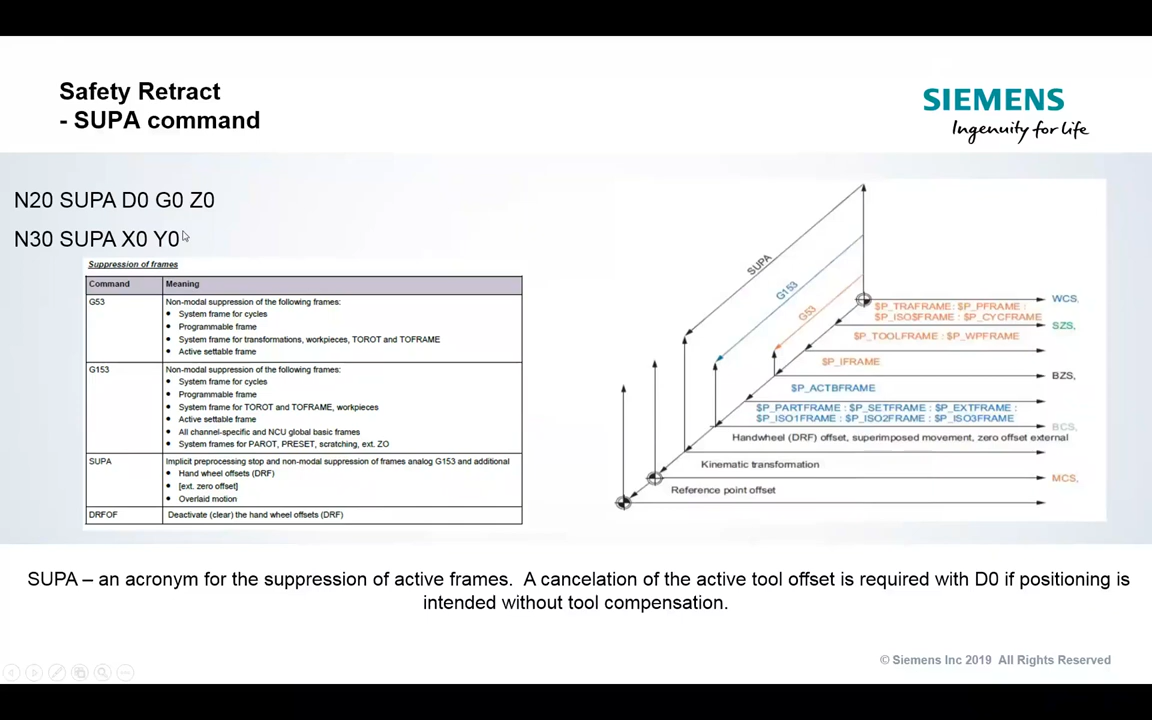 Safety Retract
- SUPA command
SIEMENS
Ingenuity for life
N20 SUPA D0 G0 Z0
N30 SUPA X0 Y0
Suppression of frames
Command Meaning
G53 Non-modal suppression of the following frames:
• System frame for cycles
• Programmable frame
• System frame for transformations, workpieces, TOROT and TOFRAME
• Active settable frame
G153 Non-modal suppression of the following frames:
• System frame for cycles
• Programmable frame
• System frame for TOROT and TOFRAME, workpieces
• Active settable frame
• All channel-specific and NCU global basic frames
• System frames for PAROT, PRESET, scratching, ext. ZO
SUPA Implicit preprocessing stop and non-modal suppression of frames analog G153 and additional
• Hand wheel offsets (DRF)
• [ext. zero offset]
• Overlaid motion
DRFOF Deactivate (clear) the hand wheel offsets (DRF)
SUPA
G153
G53
WCS,
$P_TRAFRAME: $P_PFRAME :
$P_ISO$FRAME : $P_CYCFRAME
SZS,
$P_TOOLFRAME : $P_WPFRAME
$P_IFRAME
BZS,
$P_ACTBFRAME
$P_PARTFRAME : $P_SETFRAME : $P_EXTFRAME :
$P_ISO1FRAME : $P_ISO2FRAME : $P_ISO3FRAME
BCS,
Handwheel (DRF) offset, superimposed movement, zero offset external
Kinematic transformation
MCS,
Reference point offset
SUPA – an acronym for the suppression of active frames. A cancelation of the active tool offset is required with D0 if positioning is
intended without tool compensation.
© Siemens Inc 2019 All Rights Reserved